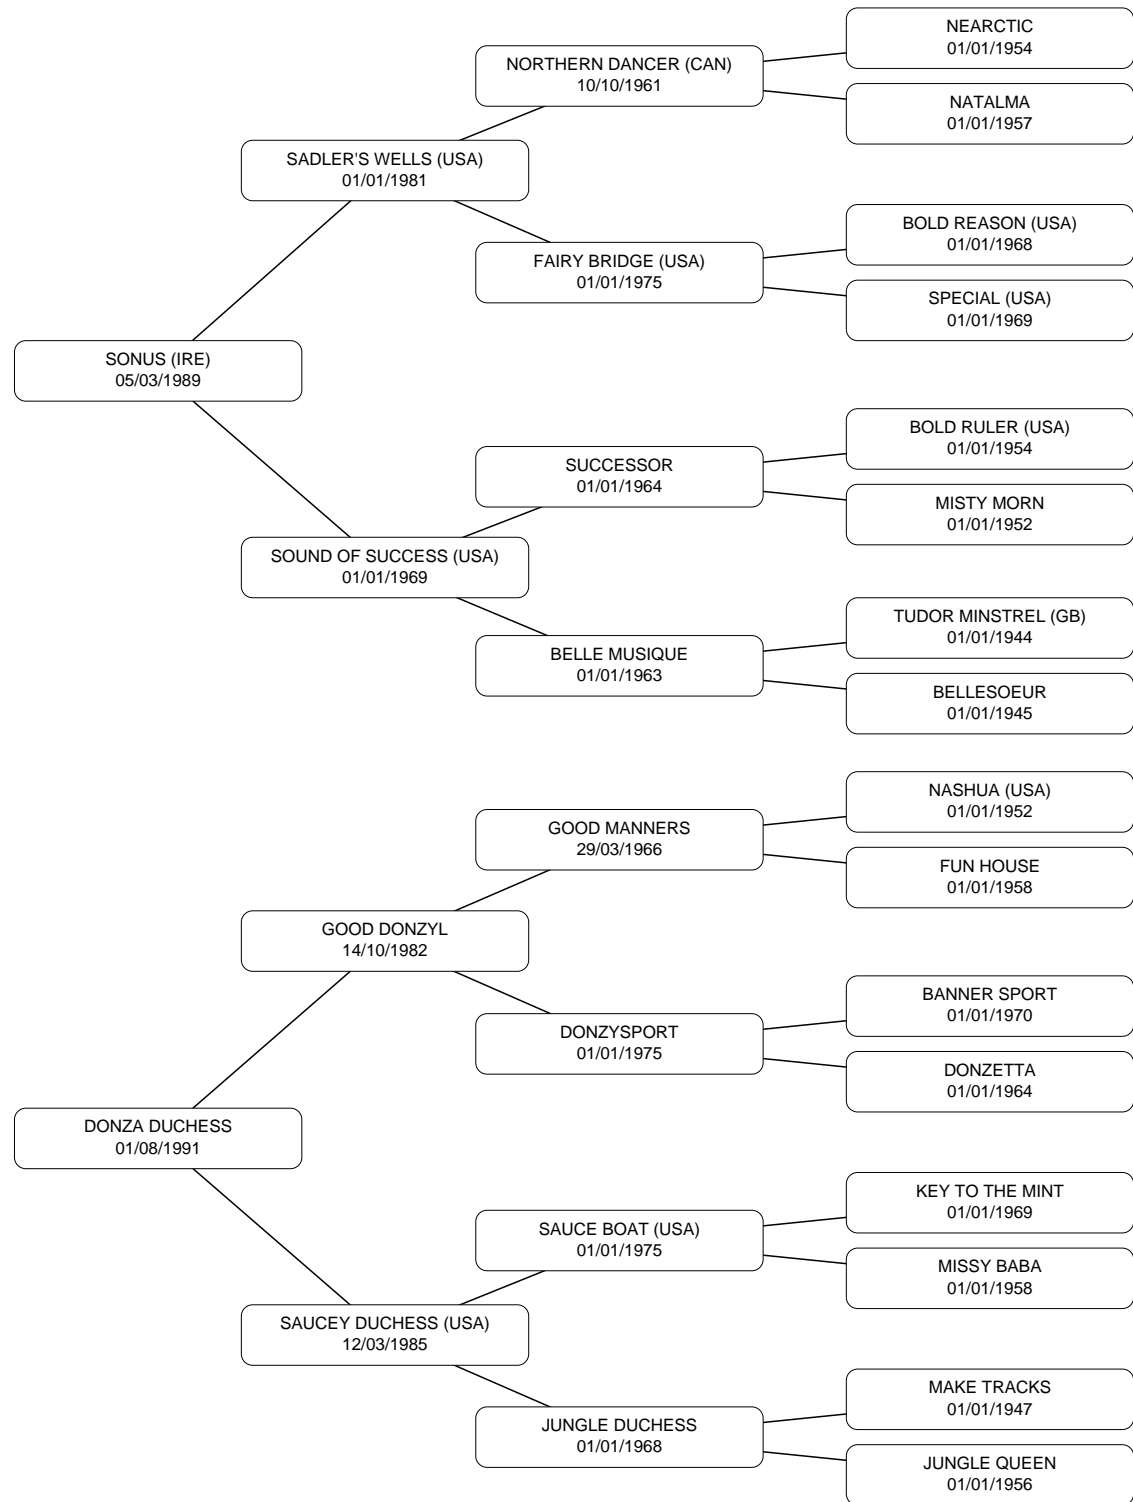 NEARCTIC
01/01/1954
NORTHERN DANCER (CAN)
10/10/1961
NATALMA
01/01/1957
SADLER'S WELLS (USA)
01/01/1981
BOLD REASON (USA)
01/01/1968
FAIRY BRIDGE (USA)
01/01/1975
SPECIAL (USA)
01/01/1969
SONUS (IRE)
05/03/1989
BOLD RULER (USA)
01/01/1954
SUCCESSOR
01/01/1964
MISTY MORN
01/01/1952
SOUND OF SUCCESS (USA)
01/01/1969
TUDOR MINSTREL (GB)
01/01/1944
BELLE MUSIQUE
01/01/1963
BELLESOEUR
01/01/1945
NASHUA (USA)
01/01/1952
GOOD MANNERS
29/03/1966
FUN HOUSE
01/01/1958
GOOD DONZYL
14/10/1982
BANNER SPORT
01/01/1970
DONZYSPORT
01/01/1975
DONZETTA
01/01/1964
DONZA DUCHESS
01/08/1991
KEY TO THE MINT
01/01/1969
SAUCE BOAT (USA)
01/01/1975
MISSY BABA
01/01/1958
SAUCEY DUCHESS (USA)
12/03/1985
MAKE TRACKS
01/01/1947
JUNGLE DUCHESS
01/01/1968
JUNGLE QUEEN
01/01/1956